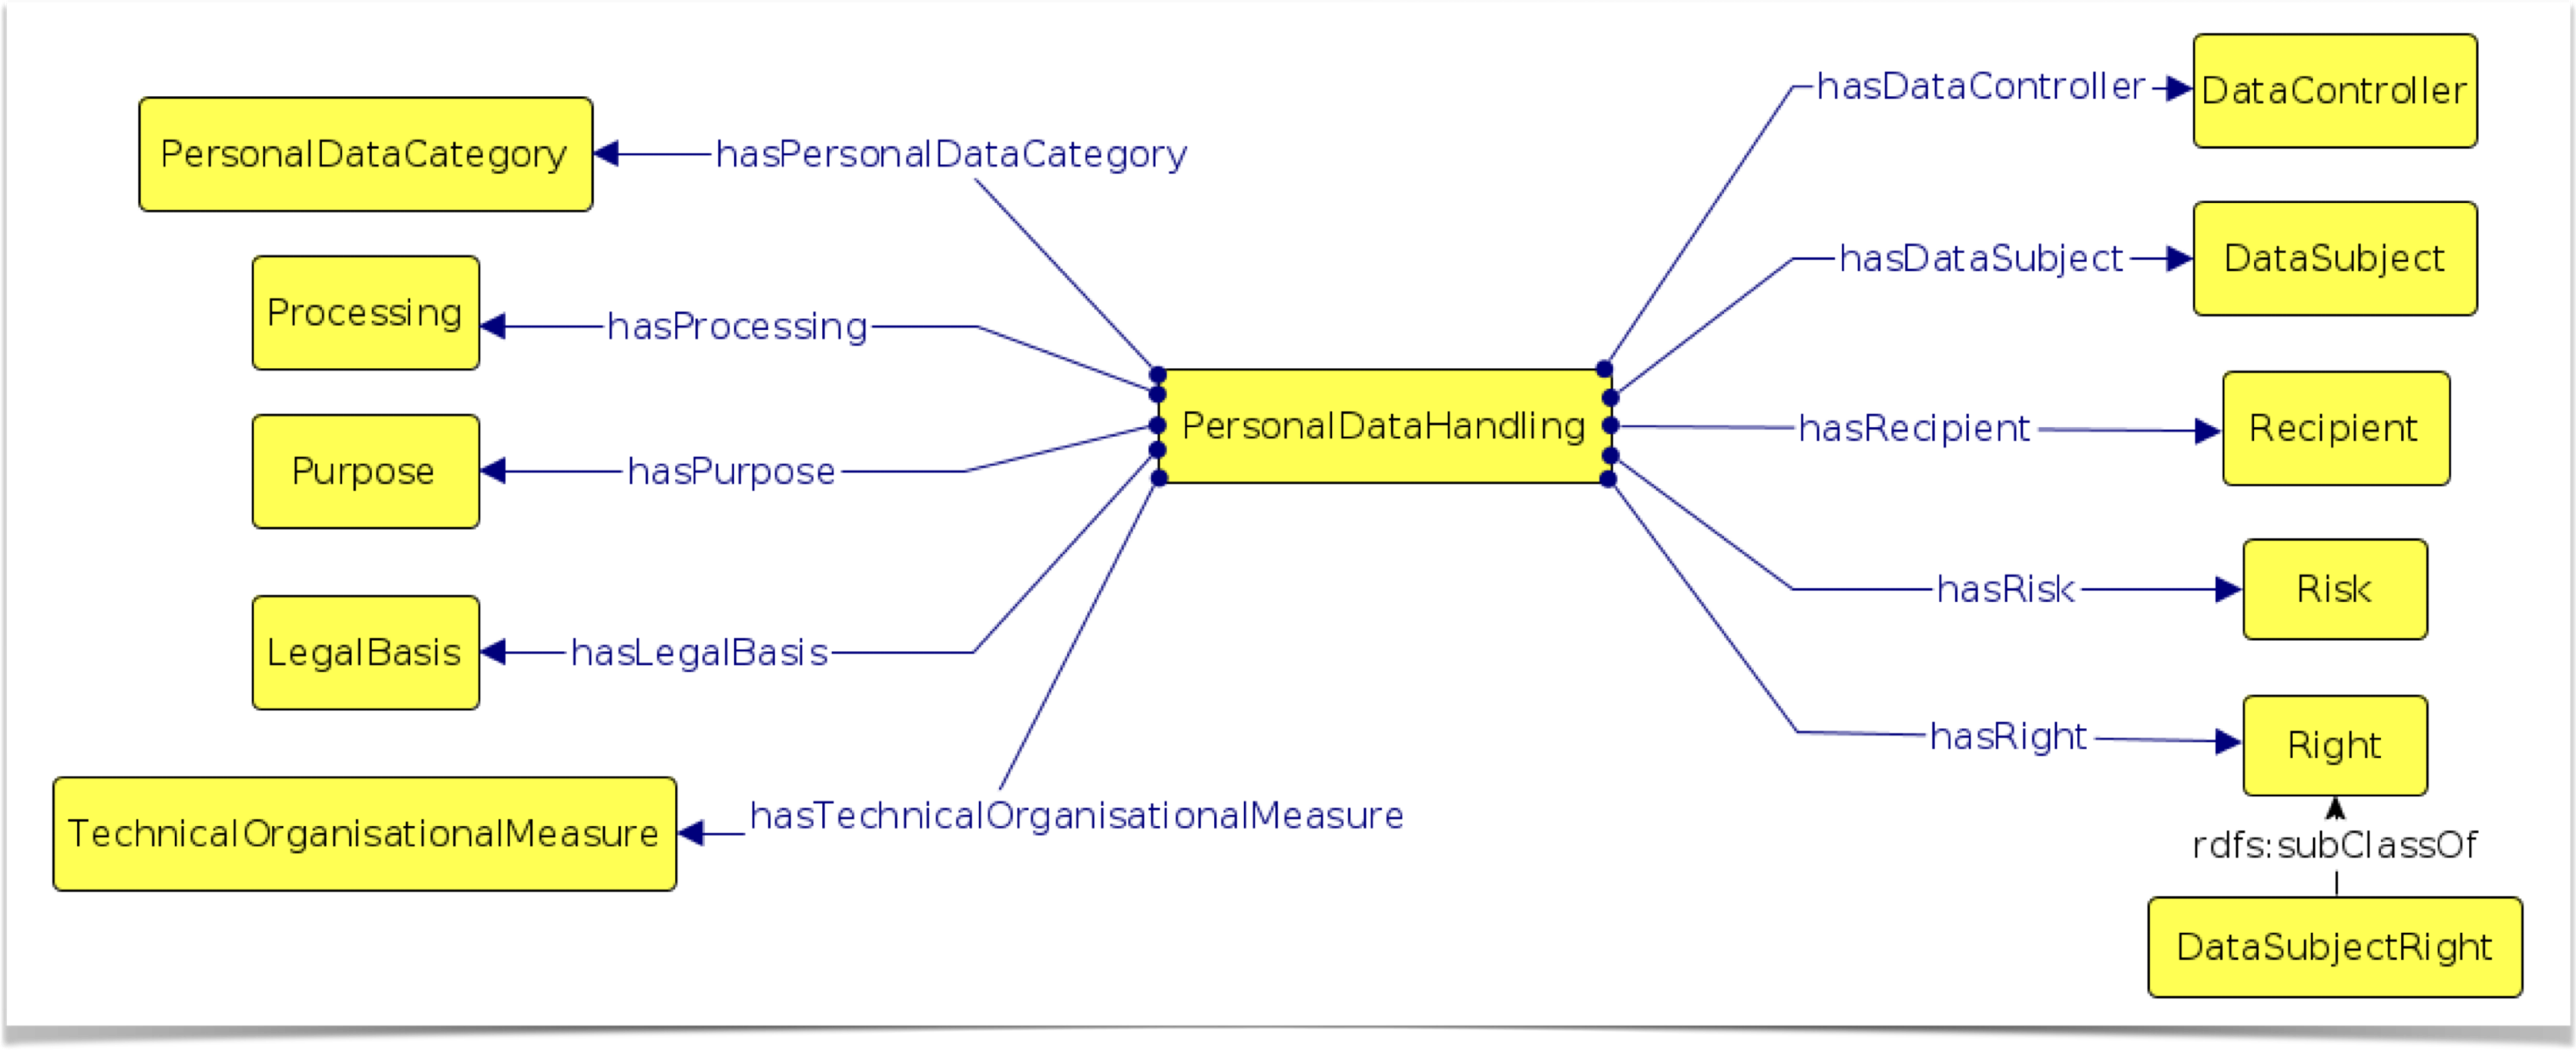 PersonalDataCategory
hasPersonalDataCategory
Processing
hasProcessing
Purpose
hasPurpose
LegalBasis
hasLegalBasis
TechnicalOrganisationalMeasure
hasTechnicalOrganisationalMeasure
PersonalDataHandling
hasDataController
DataController
hasDataSubject
DataSubject
hasRecipient
Recipient
hasRisk
Risk
hasRight
Right
rdfs:subClassOf
DataSubjectRight